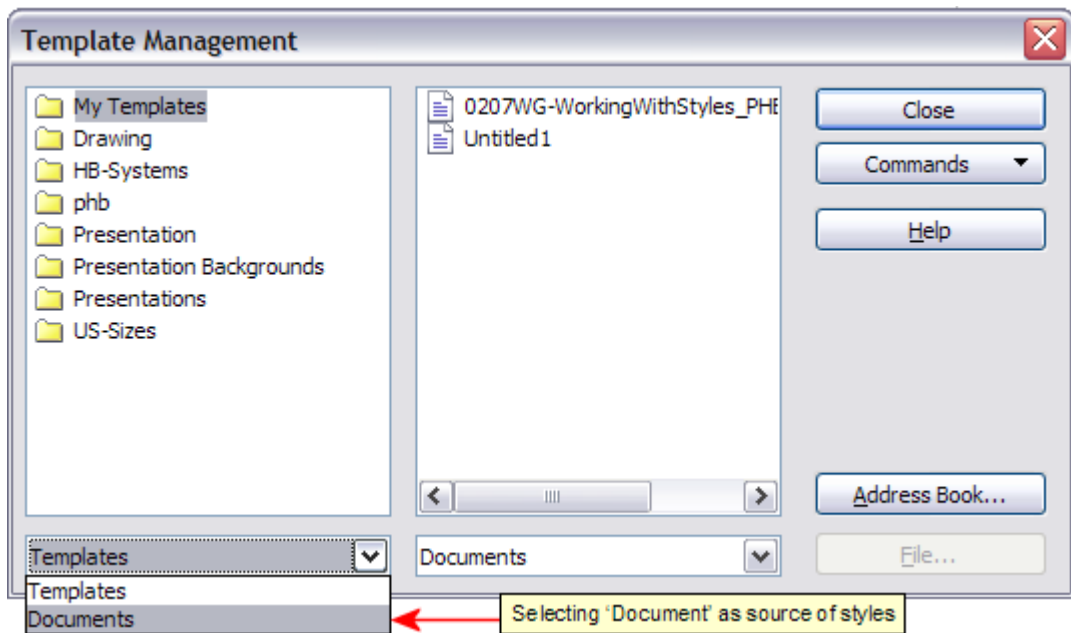 Template Management
My Templates
Drawing
HB-Systems
phb
Presentation
Presentation Backgrounds
Presentations
US-Sizes
0207WG-WorkingWithStyles_PHB
Untitled1
Close
Commands
Help
Address Book...
Templates
Documents
File...
Templates
Documents
Selecting ‘Document’ as source of styles